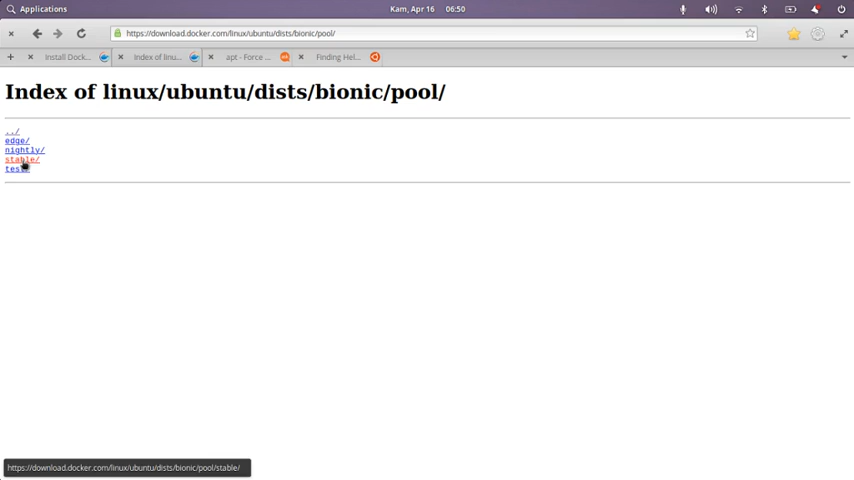 Applications
Kam, Apr 16 06:50
https://download.docker.com/linux/ubuntu/dists/bionic/pool/
Install Dock...
Index of linu...
apt - Force ...
Finding Hel...
Index of linux/ubuntu/dists/bionic/pool/
../
edge/
nightly/
stable/
test/
https://download.docker.com/linux/ubuntu/dists/bionic/pool/stable/